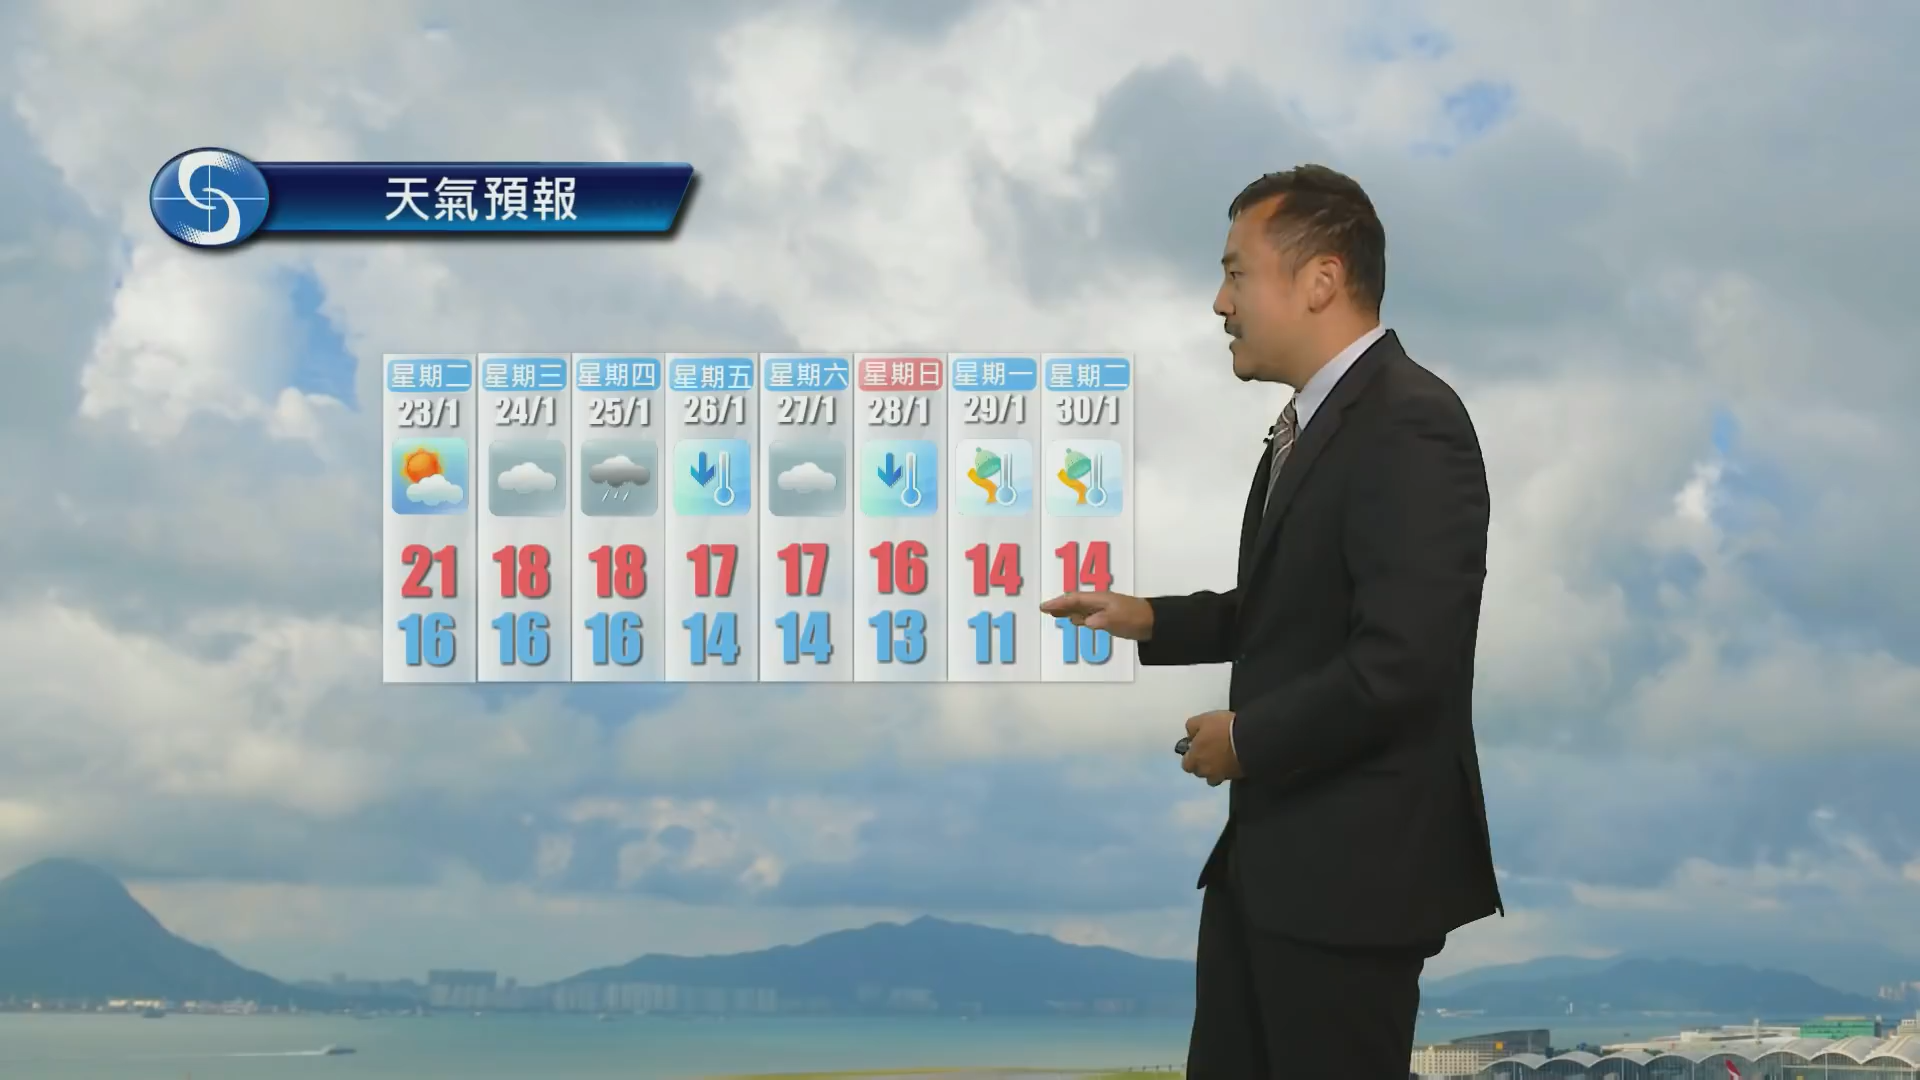 天氣預報
星期二 星期三 星期四 星期五 星期六 星期日 星期一 星期二
23/1 24/1 25/1 26/1 27/1 28/1 29/1 30/1
21 18 18 17 17 16 14 14
16 16 16 14 14 13 11 10